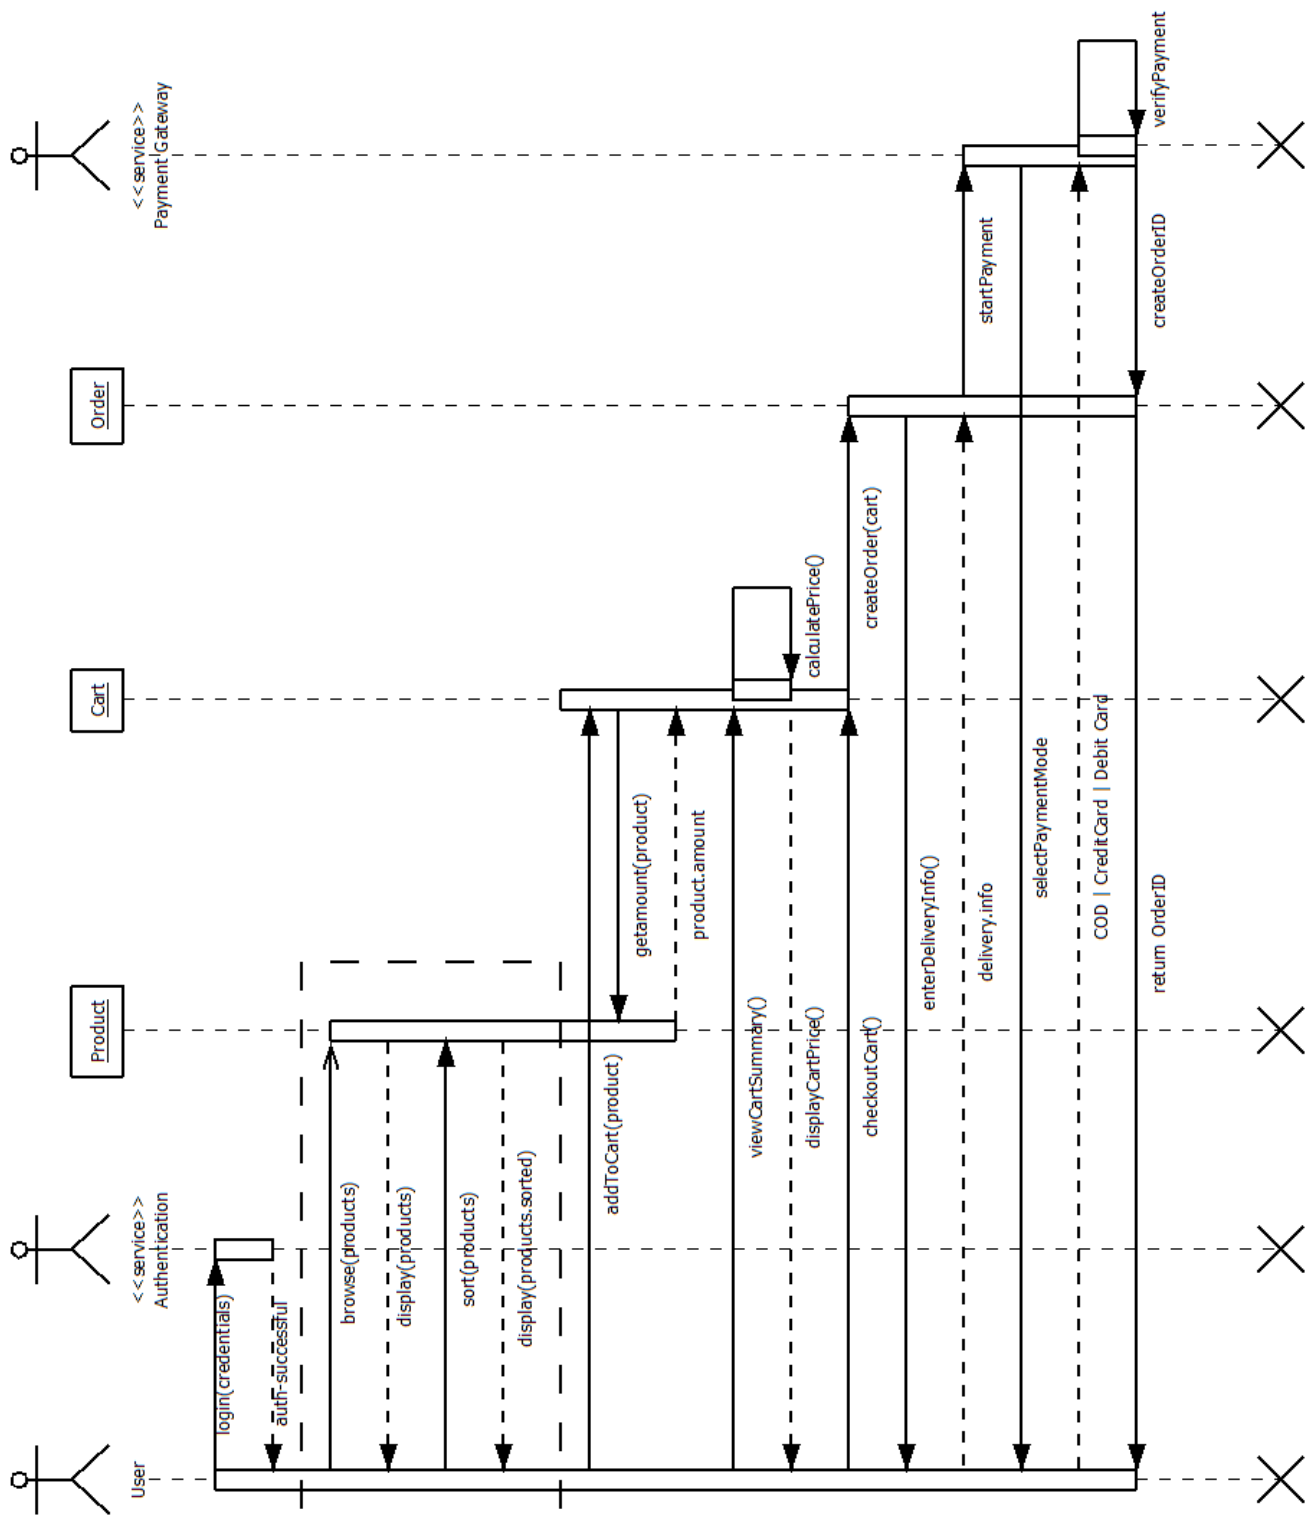 User
<<service>>
Authentication
Product
Cart
Order
<<service>>
Payment Gateway
login(credentials)
auth-successful
browse(products)
display(products)
sort(products)
display(products.sorted)
addToCart(product)
getamount(product)
product.amount
viewCartSummary()
calculatePrice()
displayCartPrice()
checkoutCart()
createOrder(cart)
enterDeliveryInfo()
delivery.info
startPayment
selectPaymentMode
COD | CreditCard | Debit Card
verifyPayment
createOrderID
return OrderID